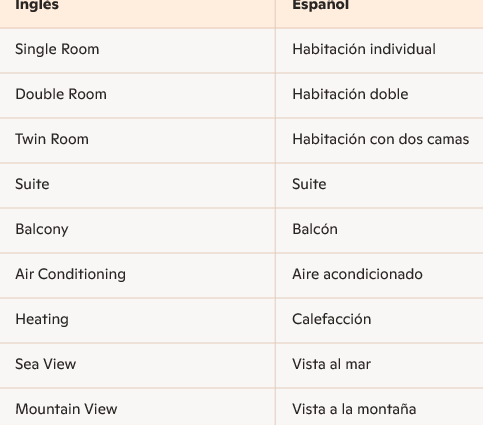 Inglés Español
Single Room Habitación individual
Double Room Habitación doble
Twin Room Habitación con dos camas
Suite Suite
Balcony Balcón
Air Conditioning Aire acondicionado
Heating Calefacción
Sea View Vista al mar
Mountain View Vista a la montaña